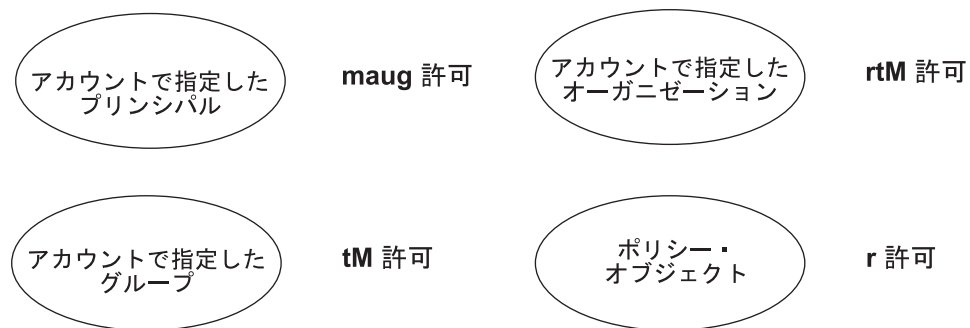 アカウントで指定した
プリンシパル
maug 許可
アカウントで指定した
オーガニゼーション
rtM 許可
アカウントで指定した
グループ
tM 許可
ポリシー・
オブジェクト
r 許可